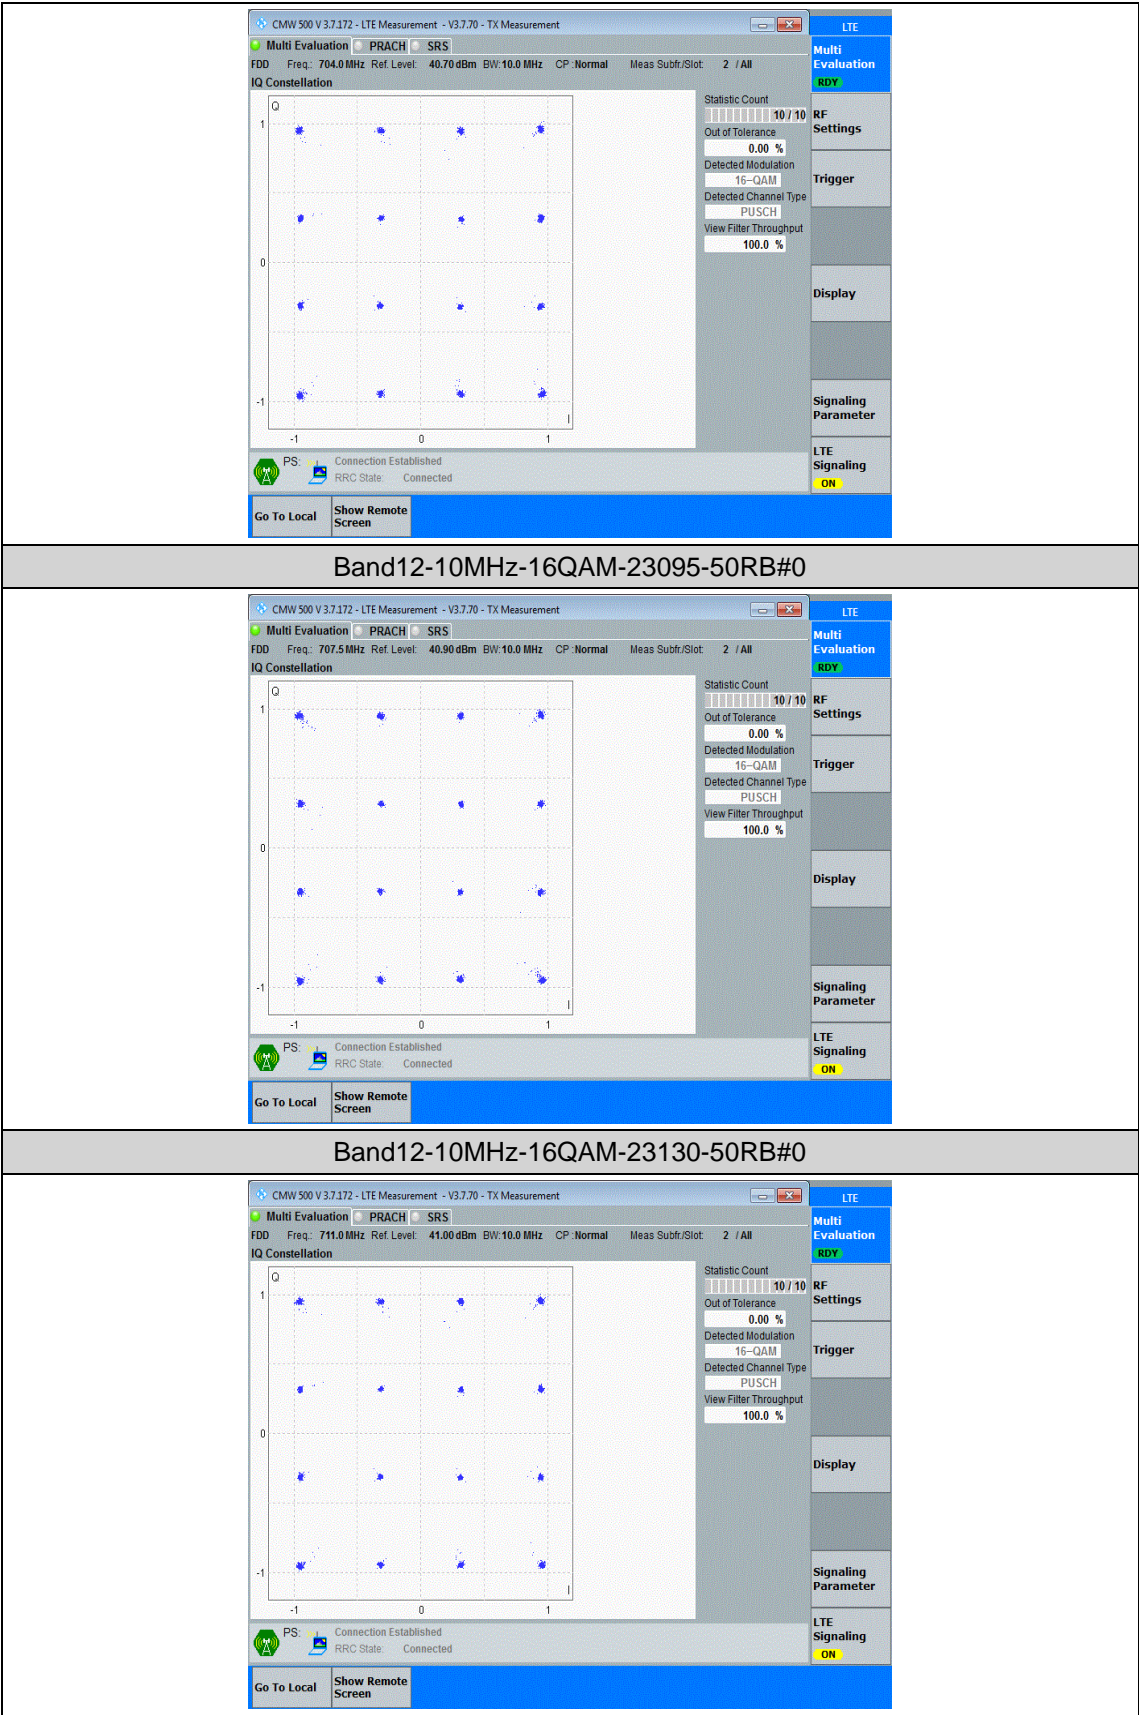 CMW 500 V 3.7.172 - LTE Measurement - V3.7.70 - TX Measurement
LTE
Multi Evaluation PRACH SRS
Multi
Evaluation
RDY
FDD Freq.: 704.0 MHz Ref. Level: 40.70 dBm BW: 10.0 MHz CP : Normal Meas Subfr./Slot: 2 / All
IQ Constellation
Q
1
0
-1
-1 0 1
I
Statistic Count
10 / 10
Out of Tolerance
0.00 %
Detected Modulation
16-QAM
Detected Channel Type
PUSCH
View Filter Throughput
100.0 %
RF
Settings
Trigger
Display
Signaling
Parameter
LTE
Signaling
ON
PS: Connection Established
RRC State: Connected
Go To Local Show Remote
Screen
Band12-10MHz-16QAM-23095-50RB#0
CMW 500 V 3.7.172 - LTE Measurement - V3.7.70 - TX Measurement
LTE
Multi Evaluation PRACH SRS
Multi
Evaluation
RDY
FDD Freq.: 707.5 MHz Ref. Level: 40.90 dBm BW: 10.0 MHz CP : Normal Meas Subfr./Slot: 2 / All
IQ Constellation
Q
1
0
-1
-1 0 1
I
Statistic Count
10 / 10
Out of Tolerance
0.00 %
Detected Modulation
16-QAM
Detected Channel Type
PUSCH
View Filter Throughput
100.0 %
RF
Settings
Trigger
Display
Signaling
Parameter
LTE
Signaling
ON
PS: Connection Established
RRC State: Connected
Go To Local Show Remote
Screen
Band12-10MHz-16QAM-23130-50RB#0
CMW 500 V 3.7.172 - LTE Measurement - V3.7.70 - TX Measurement
LTE
Multi Evaluation PRACH SRS
Multi
Evaluation
RDY
FDD Freq.: 711.0 MHz Ref. Level: 41.00 dBm BW: 10.0 MHz CP : Normal Meas Subfr./Slot: 2 / All
IQ Constellation
Q
1
0
-1
-1 0 1
I
Statistic Count
10 / 10
Out of Tolerance
0.00 %
Detected Modulation
16-QAM
Detected Channel Type
PUSCH
View Filter Throughput
100.0 %
RF
Settings
Trigger
Display
Signaling
Parameter
LTE
Signaling
ON
PS: Connection Established
RRC State: Connected
Go To Local Show Remote
Screen